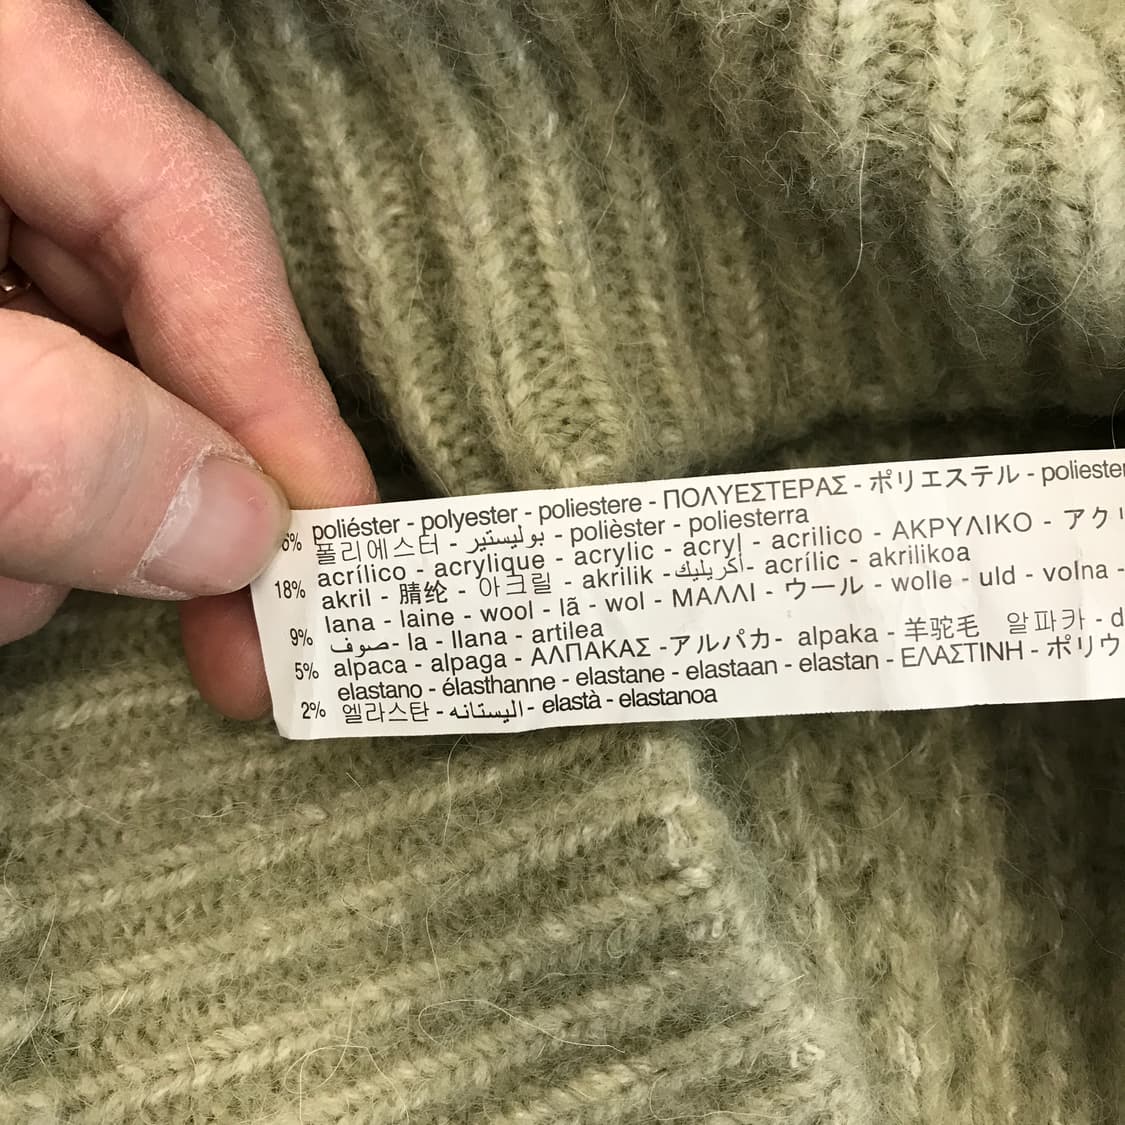 6% poliéster - polyester - poliestere - ΠΟΛΥΕΣΤΕΡΑΣ - ポリエステル - poliester
폴리에스터 - بوليستير - polièster - poliesterra
18% acrílico - acrylique - acrylic - acryl - acrilico - ΑΚΡΥΛΙΚΟ - アクリ
akril - 腈纶 - 아크릴 - akrilik - أكريليك - acrílic - akrilikoa
9% lana - laine - wool - lã - wol - ΜΑΛΛΙ - ウール - wolle - uld - volna -
صوف - la - llana - artilea
5% alpaca - alpaga - ΑΛΠΑΚΑΣ - アルパカ - alpaka - 羊驼毛 알파카 - d
elastano - élasthanne - elastane - elastaan - elastan - ΕΛΑΣΤΙΝΗ - ポリウ
2% 엘라스탄 - اليستانه - elastà - elastanoa